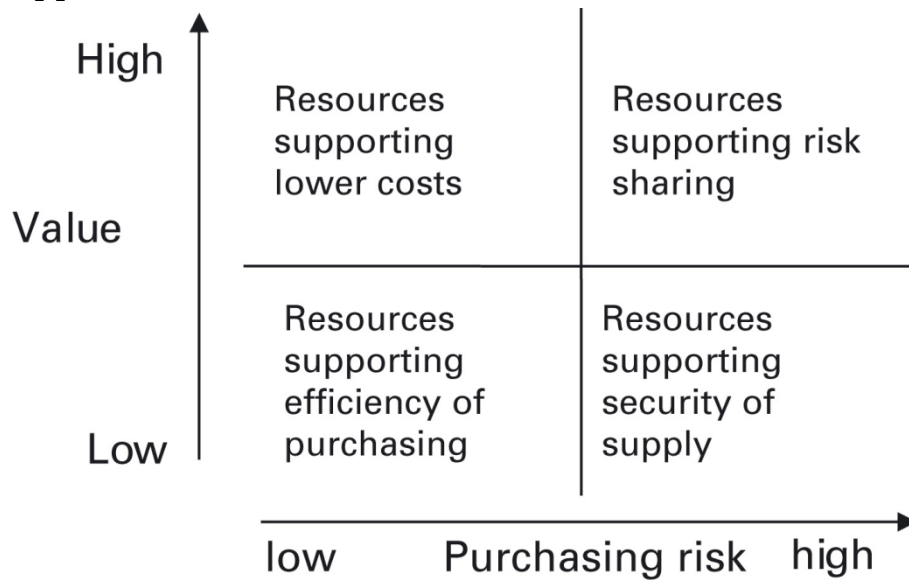 High
Resources
supporting
lower costs
Resources
supporting risk
sharing
Value
Resources
supporting
efficiency of
purchasing
Resources
supporting
security of
supply
Low
low Purchasing risk high